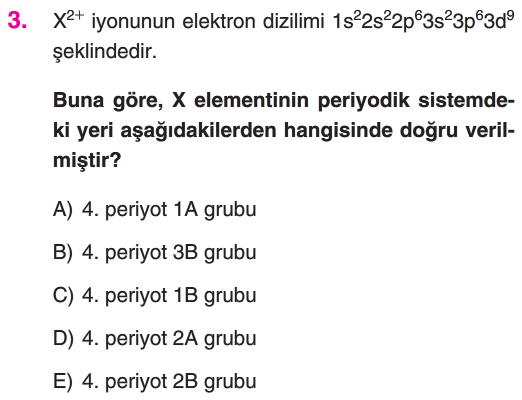 3. X²⁺ iyonunun elektron dizilimi 1s²2s²2p⁶3s²3p⁶3d⁹
şeklindedir.
Buna göre, X elementinin periyodik sistemde-
ki yeri aşağıdakilerden hangisinde doğru veril-
miştir?
A) 4. periyot 1A grubu
B) 4. periyot 3B grubu
C) 4. periyot 1B grubu
D) 4. periyot 2A grubu
E) 4. periyot 2B grubu